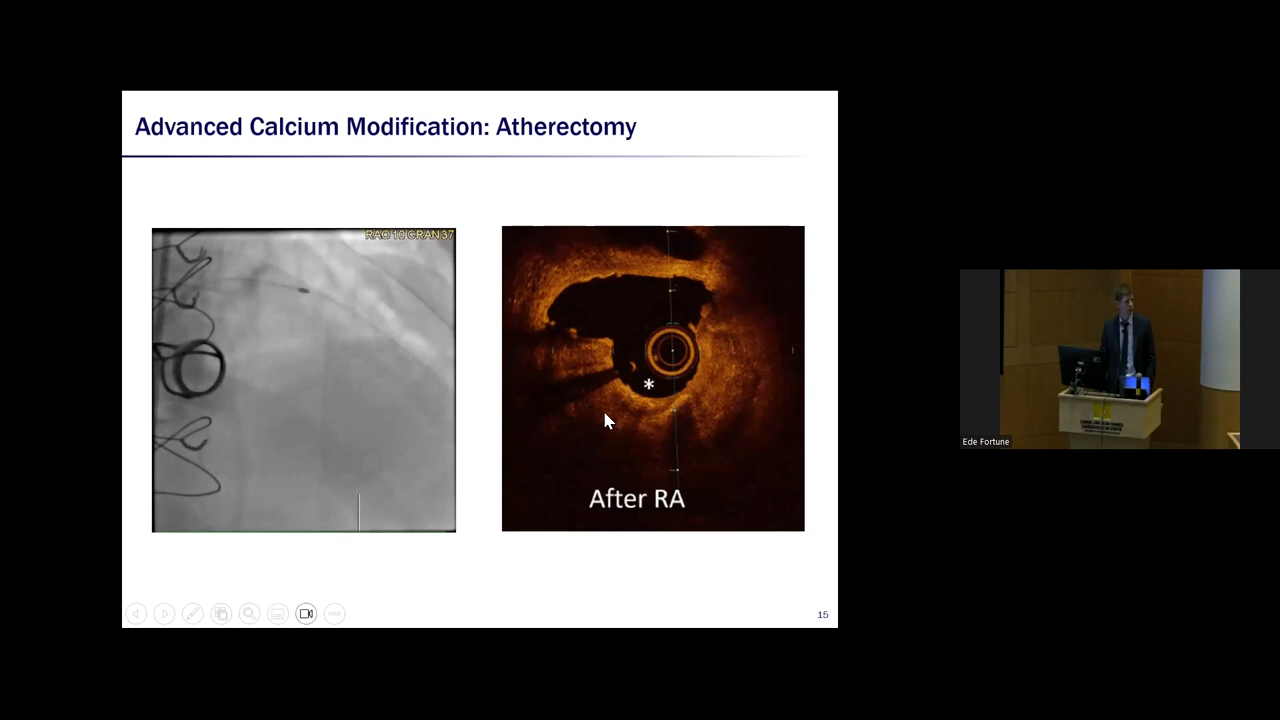 Advanced Calcium Modification: Atherectomy
RAO 10 CRAN 37
*
After RA
15
Ede Fortune